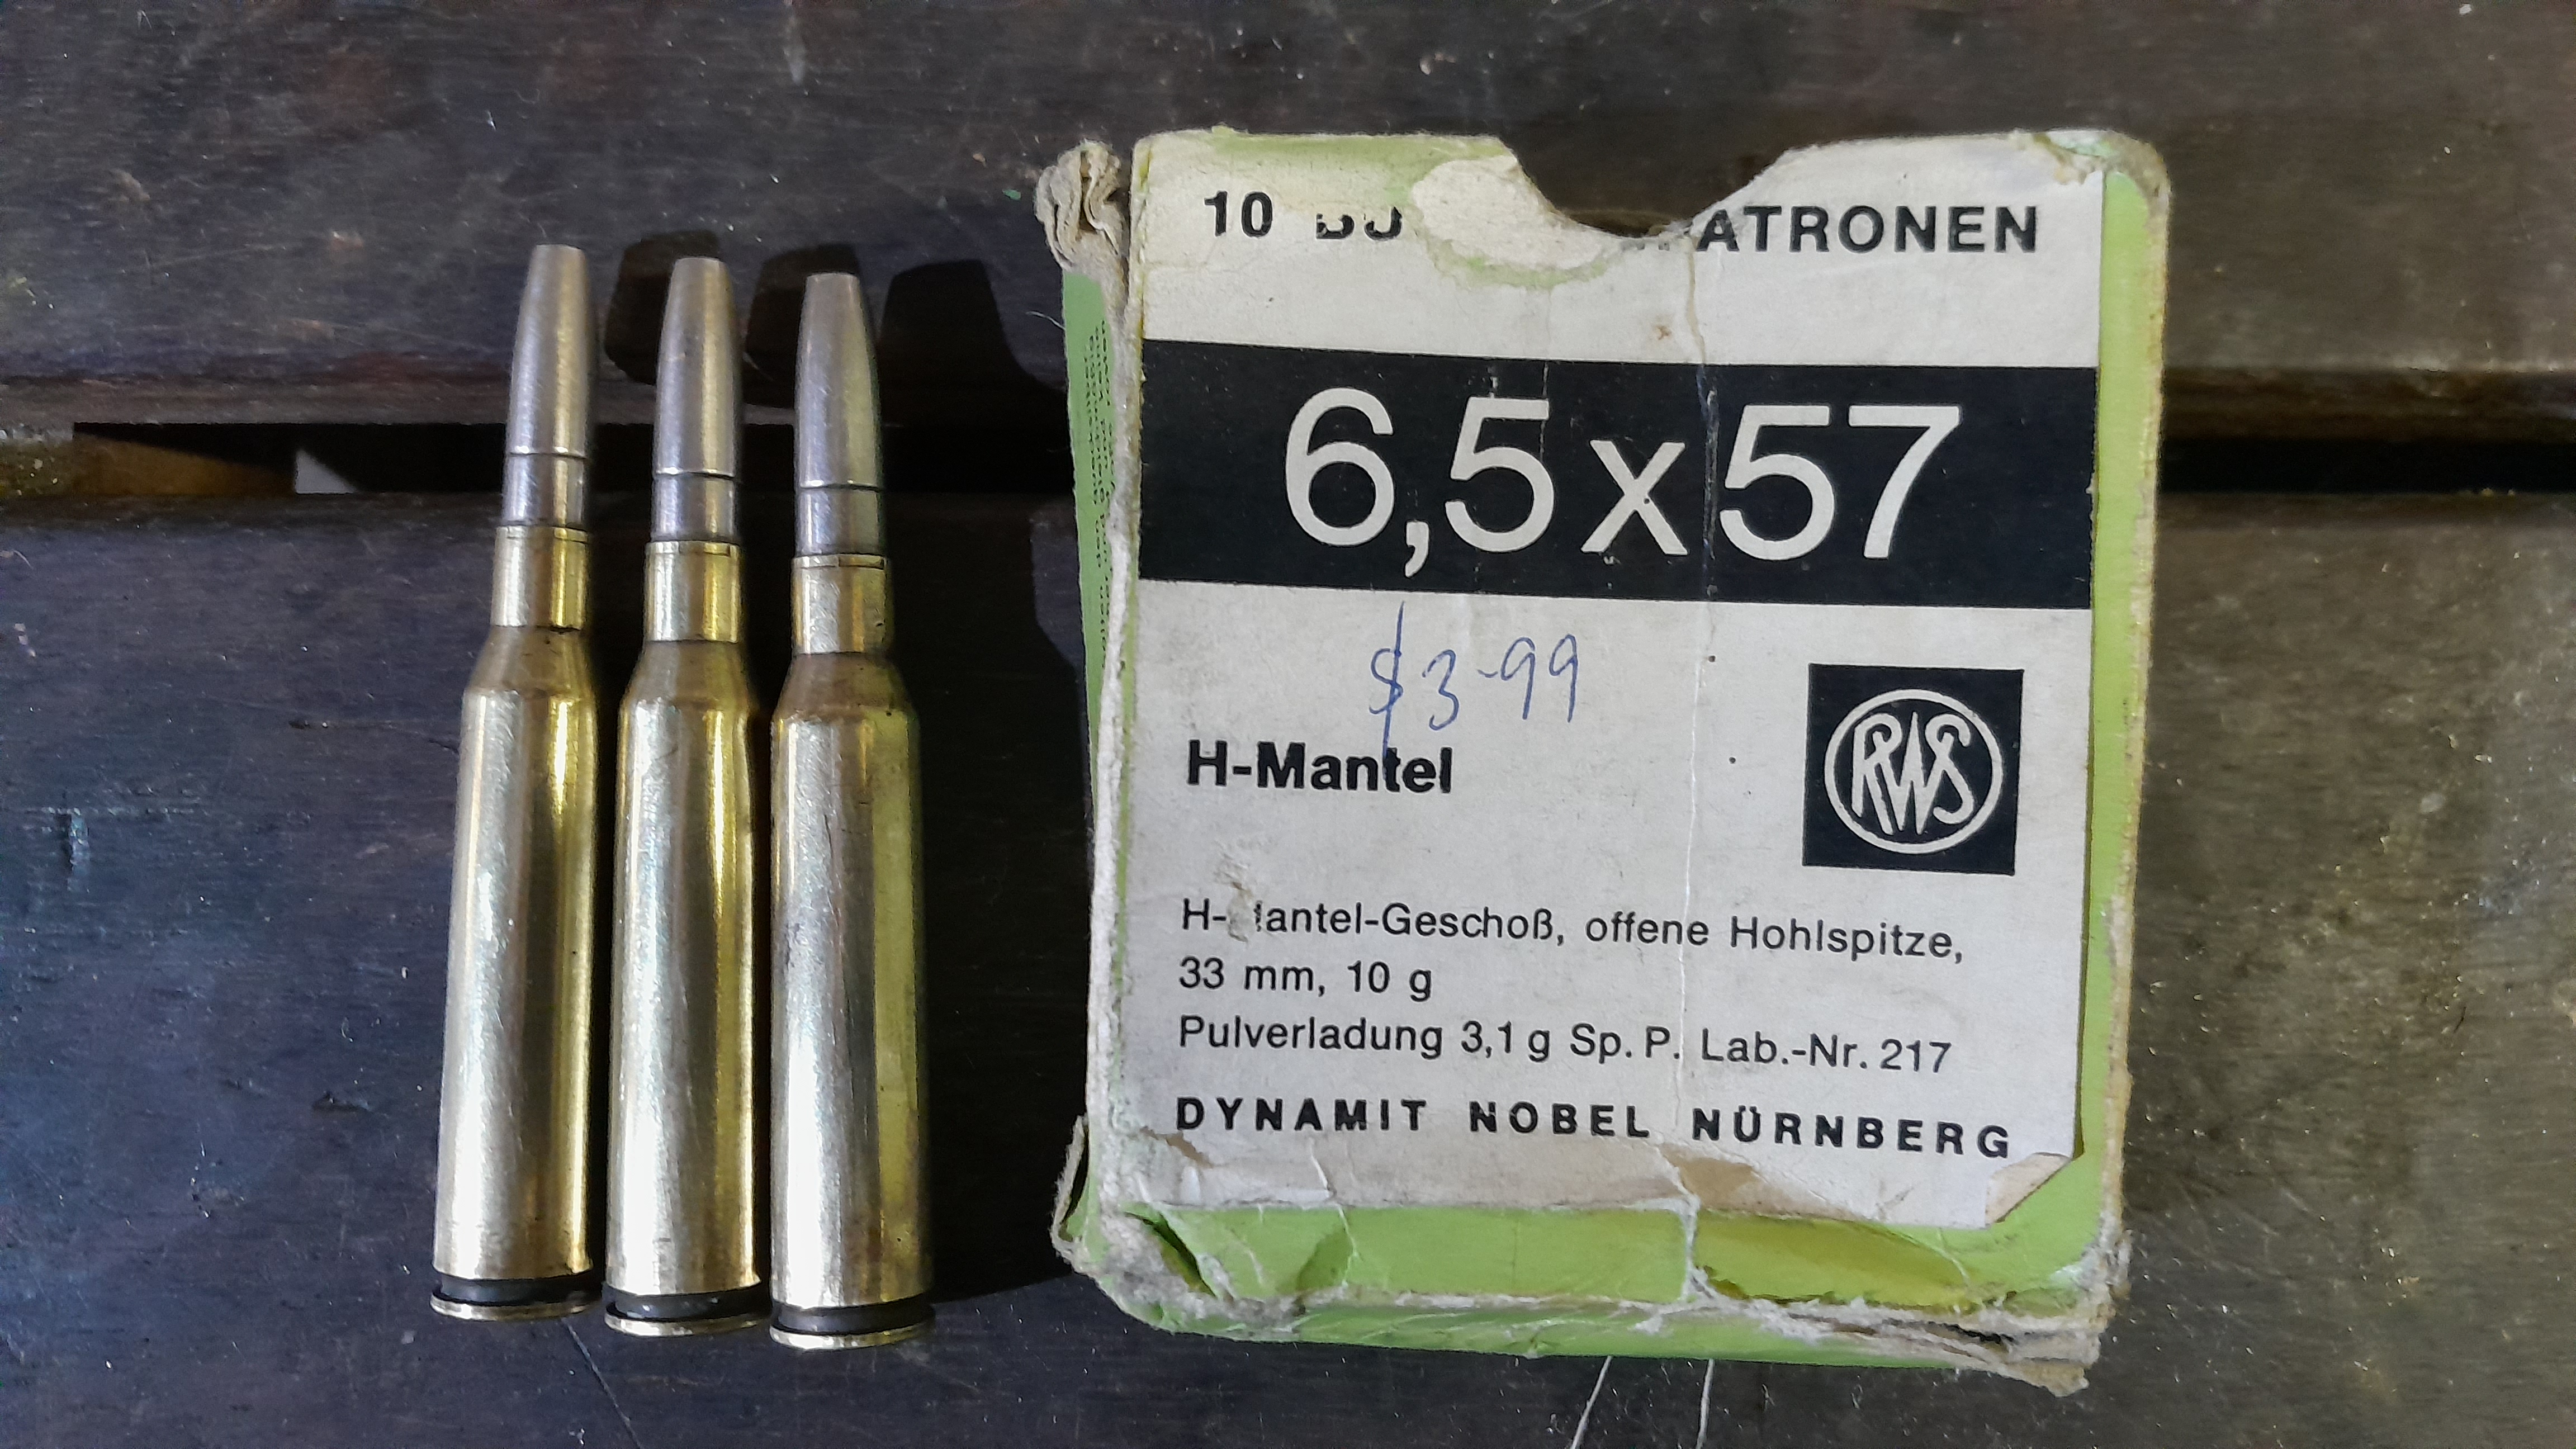 10 ATRONEN
6,5x57
$3-99
H-Mantel
RWS
H- antel-Geschoß, offene Hohlspitze,
33 mm, 10 g
Pulverladung 3,1 g Sp. P. Lab.-Nr. 217
DYNAMIT NOBEL NÜRNBERG